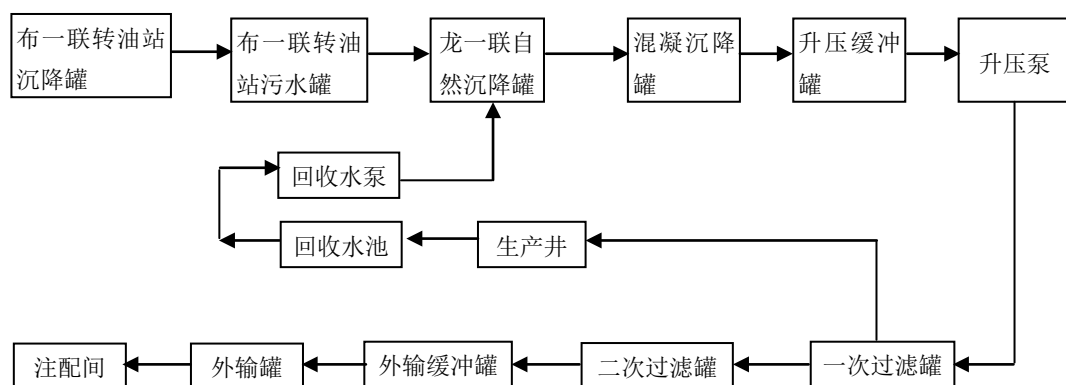 布一联转油站
沉降罐
布一联转油
站污水罐
龙一联自
然沉降罐
混凝沉降
罐
升压缓冲
罐
升压泵
回收水泵
回收水池
生产井
注配间
外输罐
外输缓冲罐
二次过滤罐
一次过滤罐